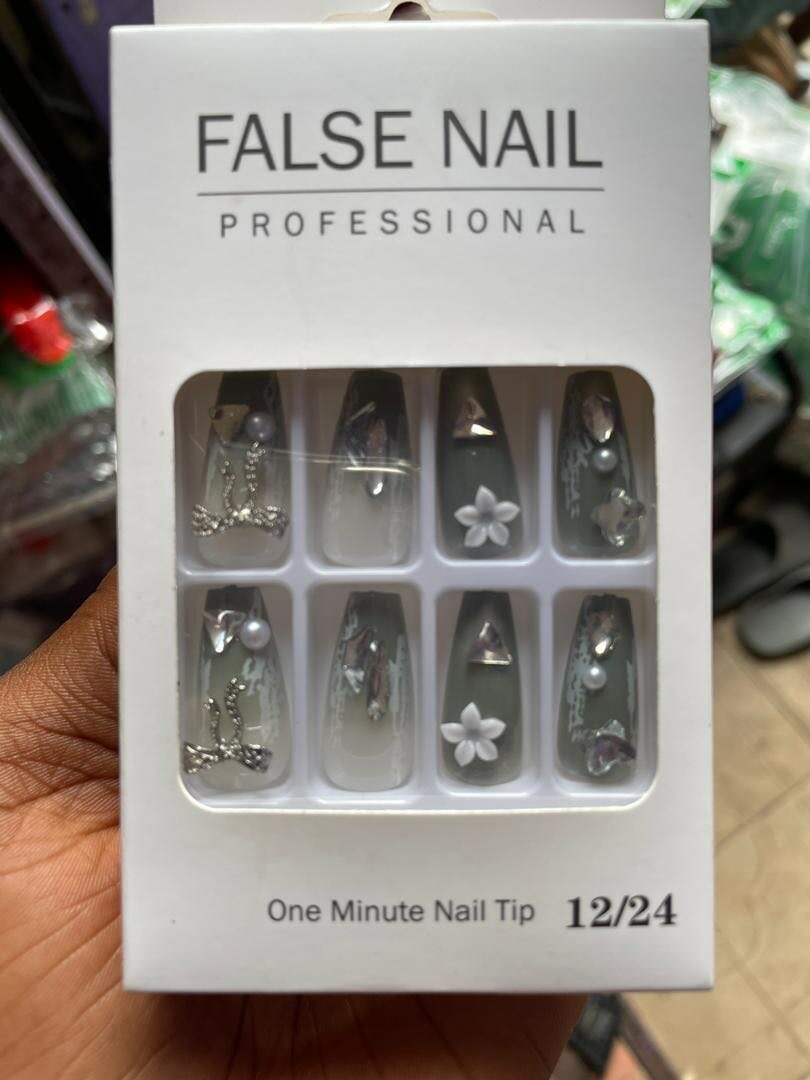 FALSE NAIL
PROFESSIONAL
One Minute Nail Tip 12/24